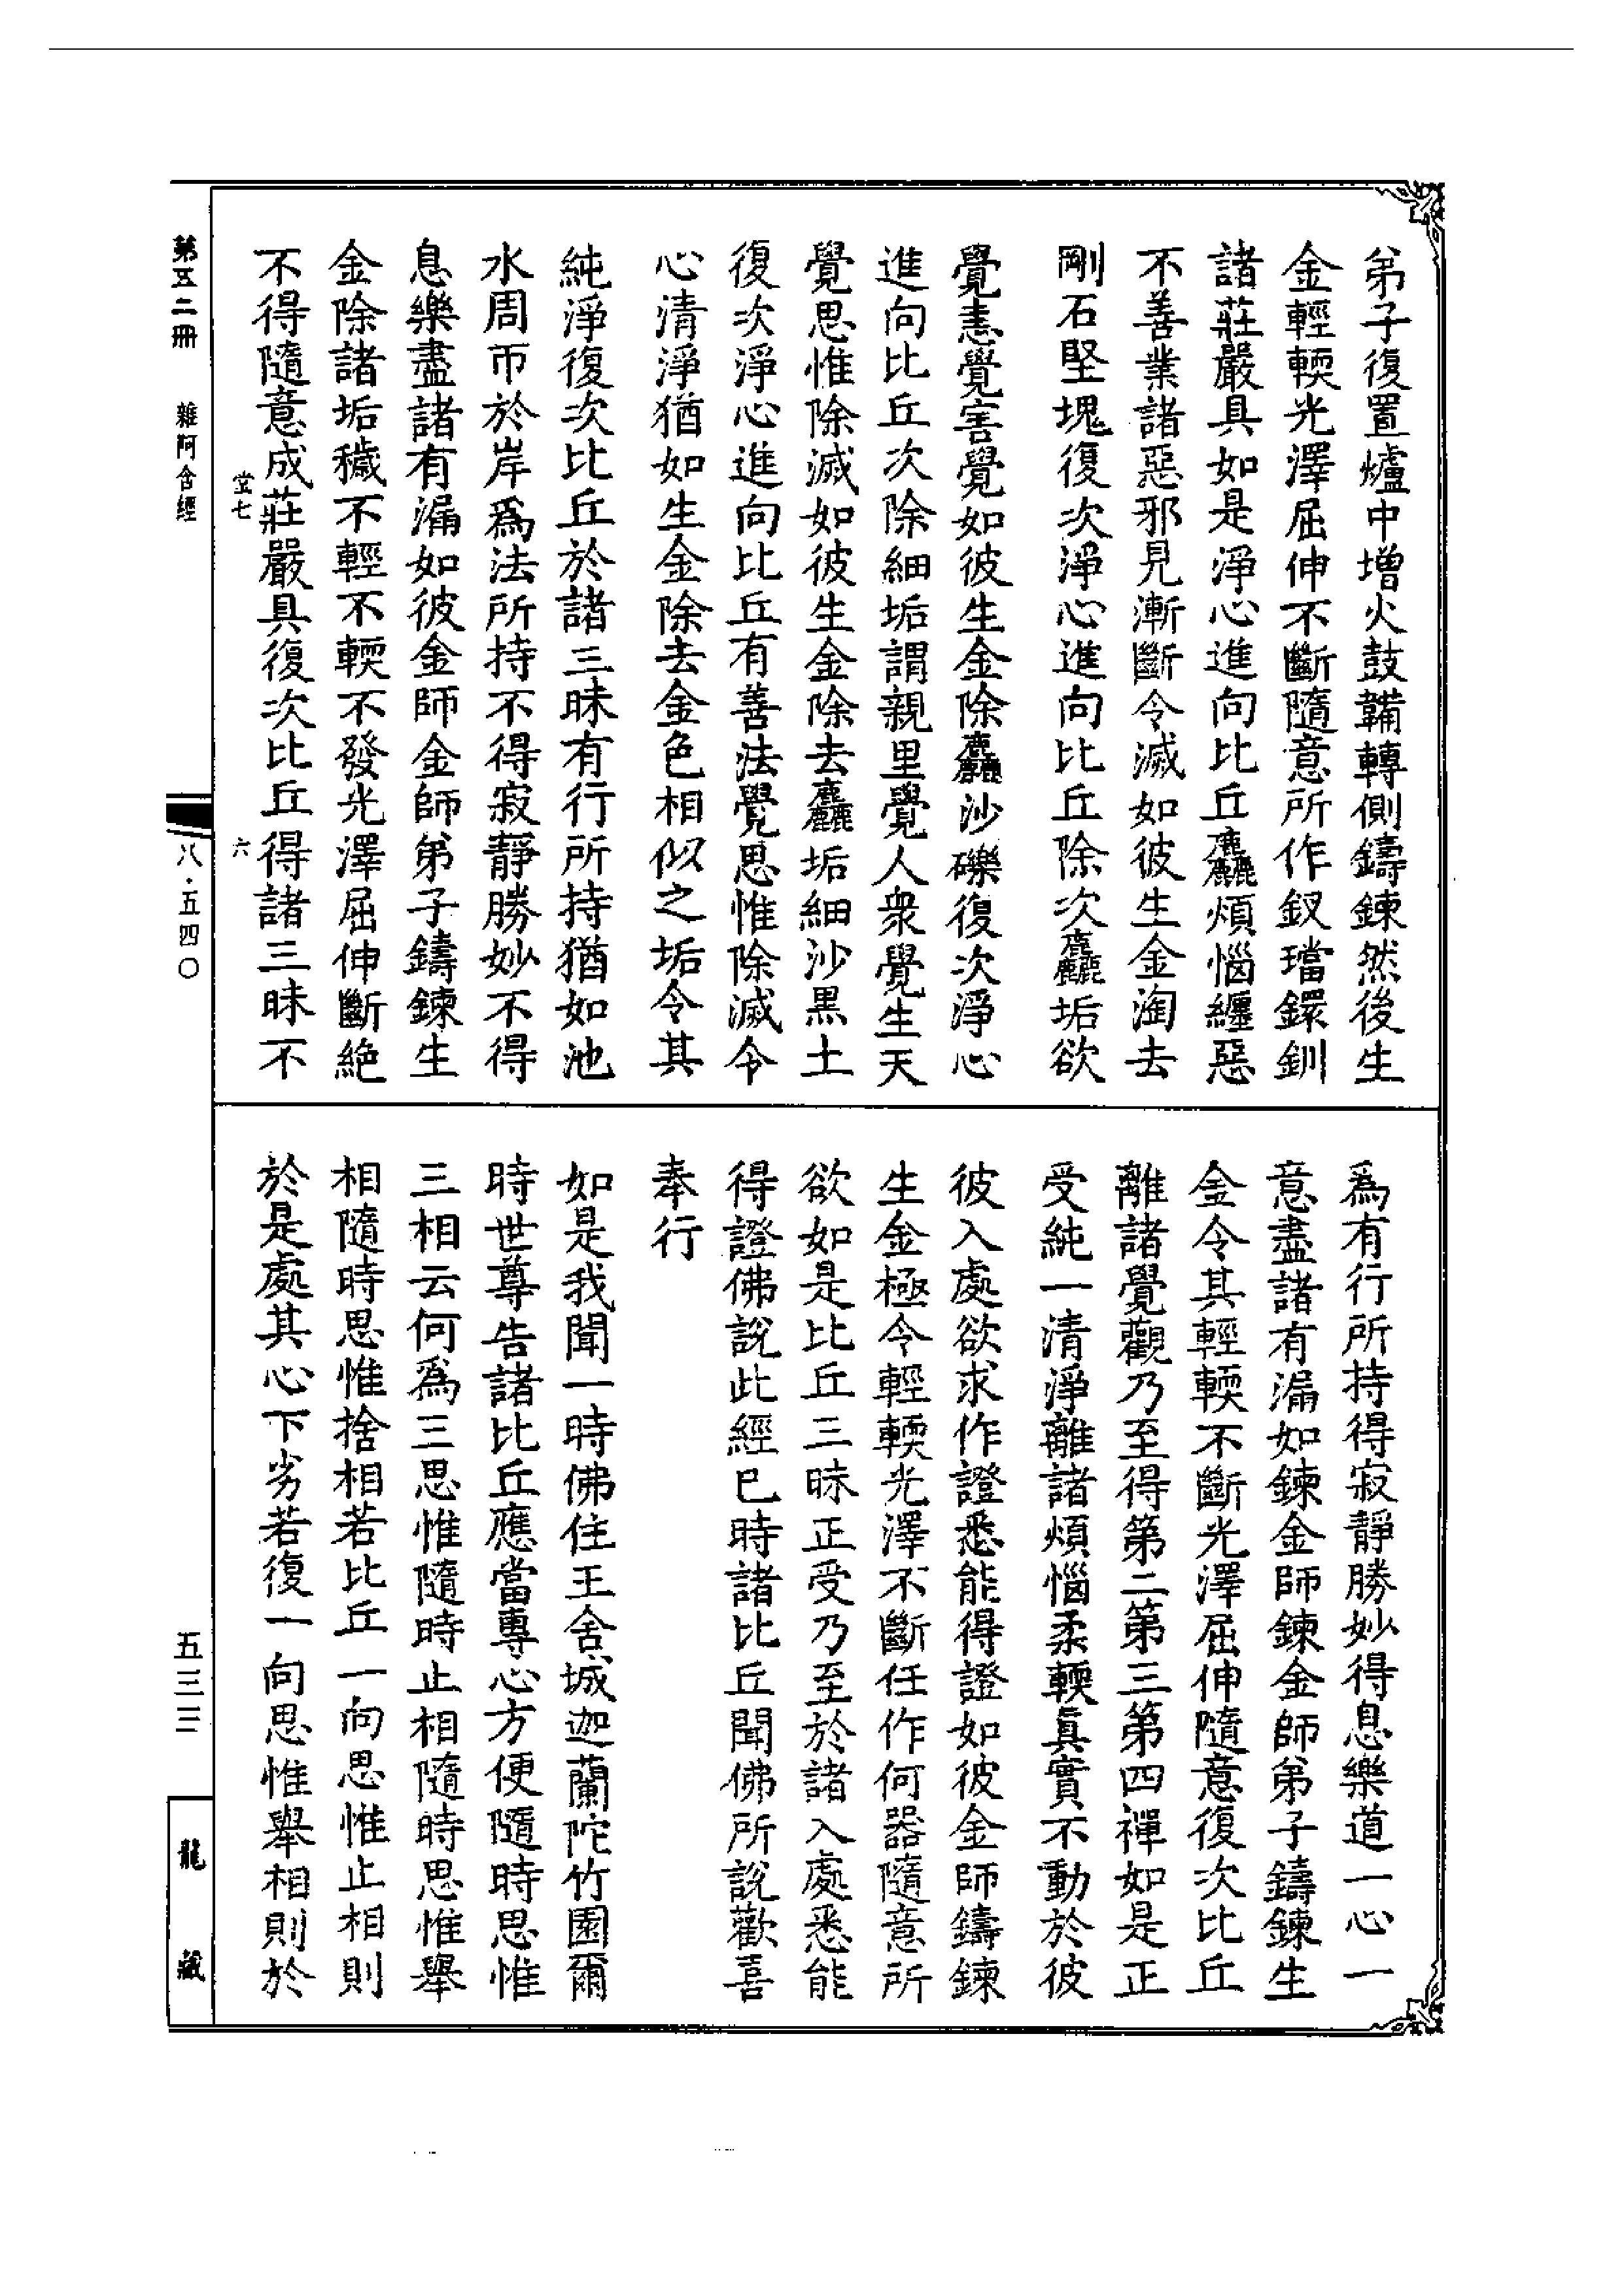 弟子復置爐中增火鼓韛轉側鑄鍊然後生
金輕輭光澤屈伸不斷隨意所作釵璫鐶釧
諸莊嚴具如是淨心進向比丘麤煩惱纏惡
不善業諸惡邪見漸斷令滅如彼生金淘去
剛石堅塊復次淨心進向比丘除次麤垢欲
覺恚覺害覺如彼生金除麤沙礫復次淨心
進向比丘次除細垢謂親里覺人衆覺生天
覺思惟除滅如彼生金除去麤垢細沙黑土
復次淨心進向比丘有善法覺思惟除滅令
心清淨猶如生金除去金色相似之垢令其
純淨復次比丘於諸三昧有行所持猶如池
水周帀於岸爲法所持不得寂靜勝妙不得
息樂盡諸有漏如彼金師金師弟子鑄鍊生
金除諸垢穢不輕不輭不發光澤屈伸斷絕
不得隨意成莊嚴具復次比丘得諸三昧不
爲有行所持得寂靜勝妙得息樂道一心一
意盡諸有漏如鍊金師鍊金師弟子鑄鍊生
金令其輕輭不斷光澤屈伸隨意復次比丘
離諸覺觀乃至得第二第三第四禪如是正
受純一清淨離諸煩惱柔輭真實不動於彼
彼入處欲求作證悉能得證如彼金師鑄鍊
生金極令輕輭光澤不斷任作何器隨意所
欲如是比丘三昧正受乃至於諸入處悉能
得證佛說此經已時諸比丘聞佛所說歡喜
奉行
如是我聞一時佛住王舍城迦蘭陀竹園爾
時世尊告諸比丘應當專心方便隨時思惟
三相云何爲三思惟隨時止相隨時思惟舉
相隨時思惟捨相若比丘一向思惟止相則
於是處其心下劣若復一向思惟舉相則於
堂七
六
第五二冊
雜阿含經
八·五四〇
五三三
龍藏